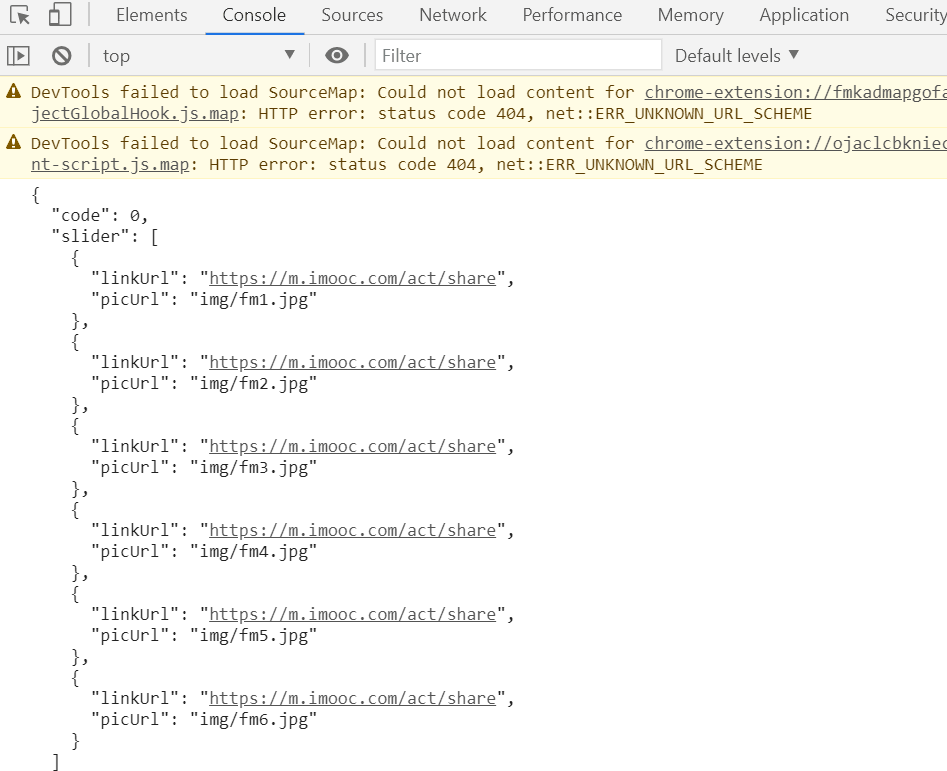 Elements Console Sources Network Performance Memory Application Security
top Filter Default levels
DevTools failed to load SourceMap: Could not load content for chrome-extension://fmkadmapgofa
jectGlobalHook.js.map: HTTP error: status code 404, net::ERR_UNKNOWN_URL_SCHEME
DevTools failed to load SourceMap: Could not load content for chrome-extension://ojaclcbkniec
nt-script.js.map: HTTP error: status code 404, net::ERR_UNKNOWN_URL_SCHEME
{
"code": 0,
"slider": [
{
"linkUrl": "https://m.imooc.com/act/share",
"picUrl": "img/fm1.jpg"
},
{
"linkUrl": "https://m.imooc.com/act/share",
"picUrl": "img/fm2.jpg"
},
{
"linkUrl": "https://m.imooc.com/act/share",
"picUrl": "img/fm3.jpg"
},
{
"linkUrl": "https://m.imooc.com/act/share",
"picUrl": "img/fm4.jpg"
},
{
"linkUrl": "https://m.imooc.com/act/share",
"picUrl": "img/fm5.jpg"
},
{
"linkUrl": "https://m.imooc.com/act/share",
"picUrl": "img/fm6.jpg"
}
]